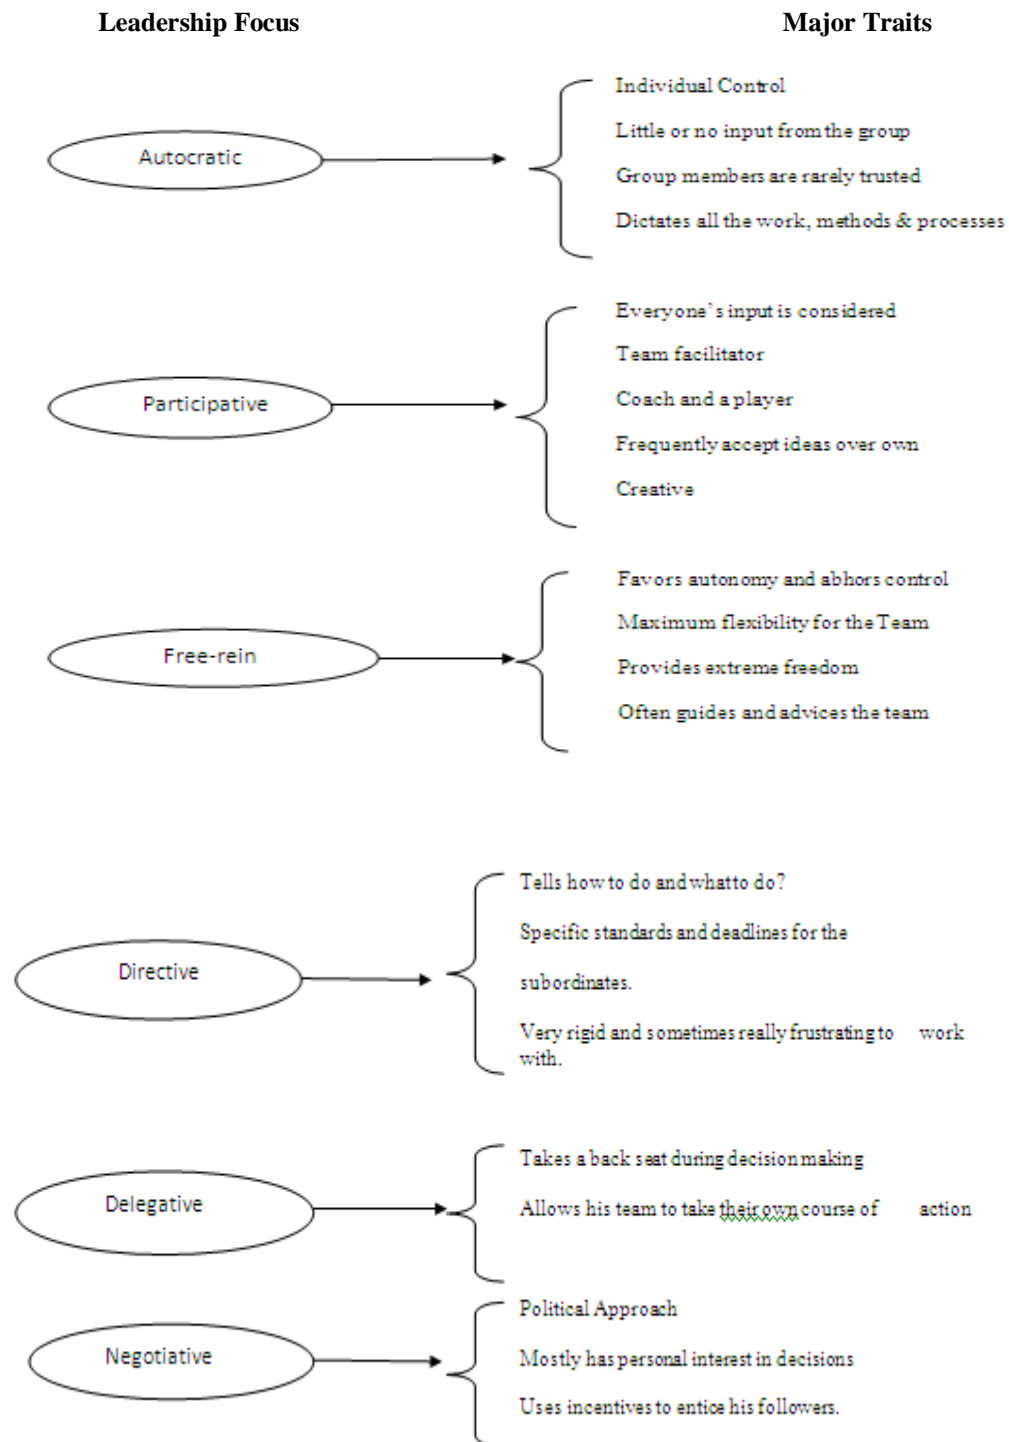 Leadership Focus
Major Traits
Autocratic
Individual Control
Little or no input from the group
Group members are rarely trusted
Dictates all the work, methods & processes
Participative
Everyone's input is considered
Team facilitator
Coach and a player
Frequently accept ideas over own
Creative
Free-rein
Favors autonomy and abhors control
Maximum flexibility for the Team
Provides extreme freedom
Often guides and advices the team
Directive
Tells how to do and what to do?
Specific standards and deadlines for the
subordinates.
Very rigid and sometimes really frustrating to work
with.
Delegative
Takes a back seat during decision making
Allows his team to take their own course of action
Negotiative
Political Approach
Mostly has personal interest in decisions
Uses incentives to entice his followers.